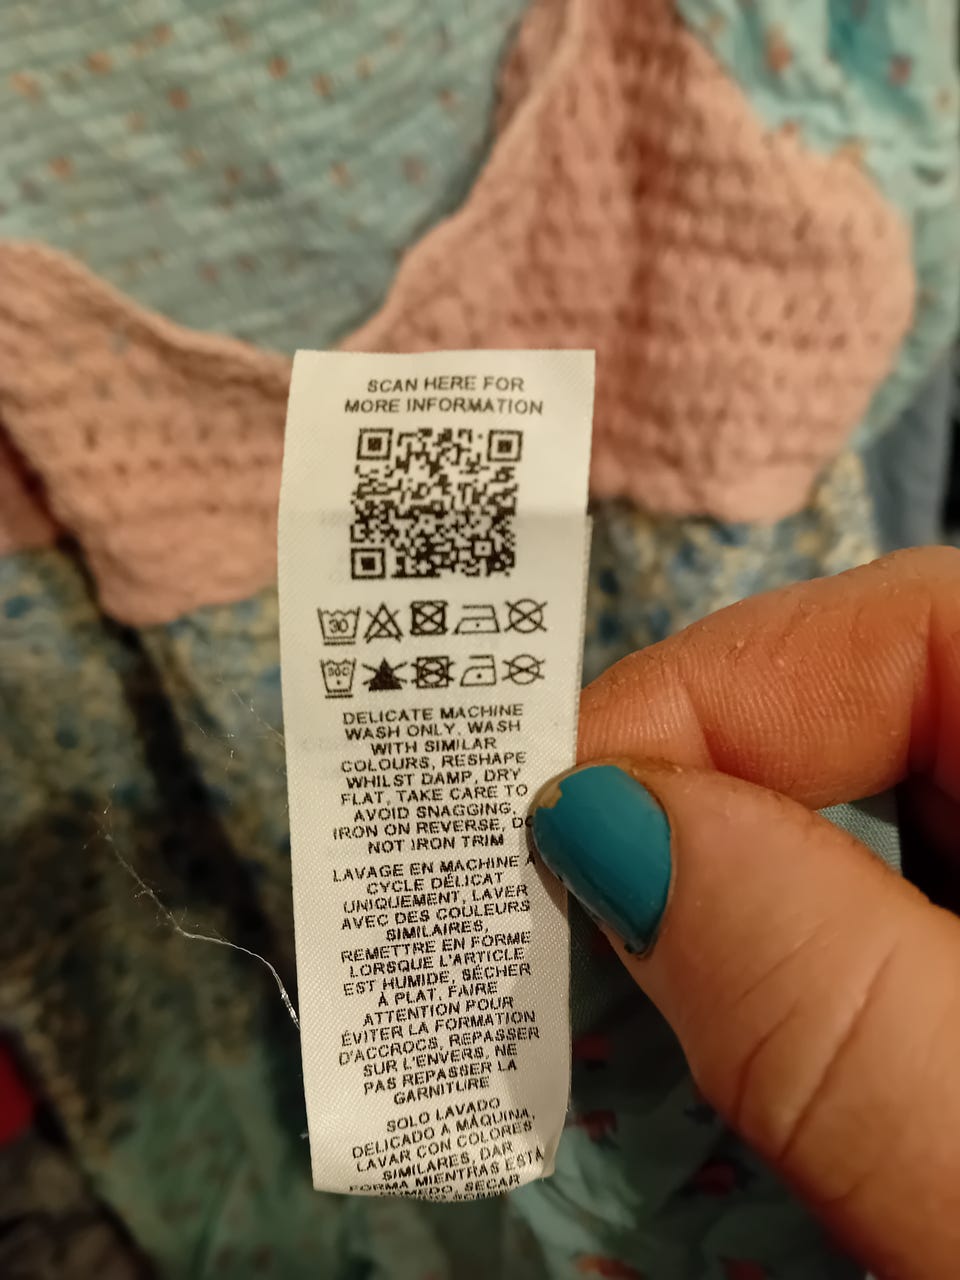 SCAN HERE FOR
MORE INFORMATION
30
30C
DELICATE MACHINE
WASH ONLY, WASH
WITH SIMILAR
COLOURS, RESHAPE
WHILST DAMP, DRY
FLAT, TAKE CARE TO
AVOID SNAGGING,
IRON ON REVERSE, DO
NOT IRON TRIM
LAVAGE EN MACHINE À
CYCLE DÉLICAT
UNIQUEMENT, LAVER
AVEC DES COULEURS
SIMILAIRES,
REMETTRE EN FORME
LORSQUE L'ARTICLE
EST HUMIDE, SÉCHER
À PLAT, FAIRE
ATTENTION POUR
ÉVITER LA FORMATION
D'ACCROCS, REPASSER
SUR L'ENVERS, NE
PAS REPASSER LA
GARNITURE
SOLO LAVADO
DELICADO A MÁQUINA,
LAVAR CON COLORES
SIMILARES, DAR
FORMA MIENTRAS ESTÁ
HÚMEDO, SECAR